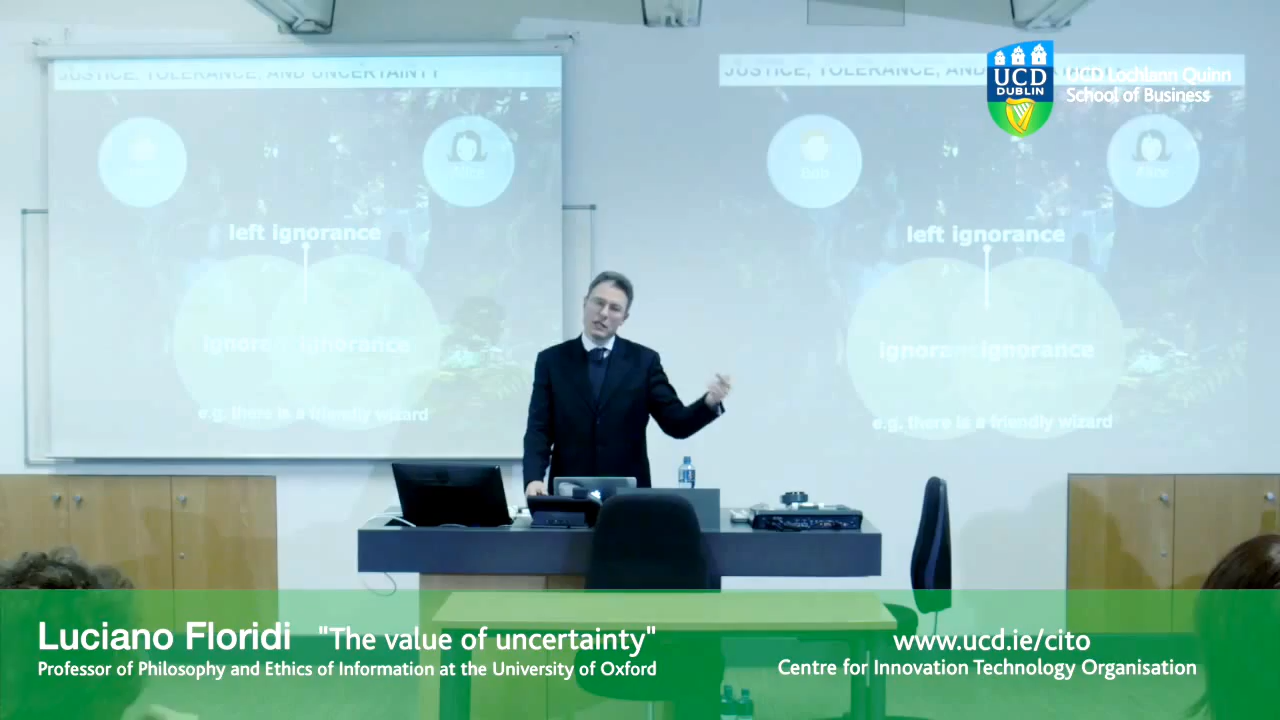 JUSTICE, TOLERANCE, AND UNCERTAINTY
left ignorance
ignorance
e.g. there is a friendly wizard
JUSTICE, TOLERANCE, AND
Bob
Alice
left ignorance
ignorance
e.g. there is a friendly wizard
UCD
DUBLIN
UCD Lochlann Quinn
School of Business
Luciano Floridi "The value of uncertainty"
Professor of Philosophy and Ethics of Information at the University of Oxford
www.ucd.ie/cito
Centre for Innovation Technology Organisation